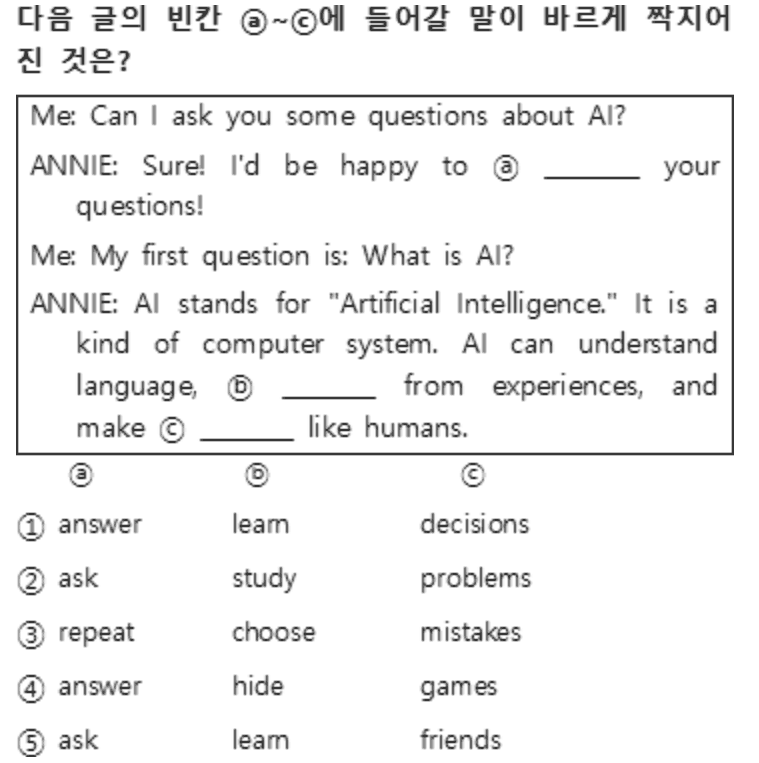 다음 글의 빈칸 ⓐ~ⓒ에 들어갈 말이 바르게 짝지어
진 것은?
Me: Can I ask you some questions about AI?
ANNIE: Sure! I'd be happy to ⓐ ______ your
questions!
Me: My first question is: What is AI?
ANNIE: AI stands for "Artificial Intelligence." It is a
kind of computer system. AI can understand
language, ⓑ ______ from experiences, and
make ⓒ ______ like humans.
ⓐ ⓑ ⓒ
① answer learn decisions
② ask study problems
③ repeat choose mistakes
④ answer hide games
⑤ ask learn friends